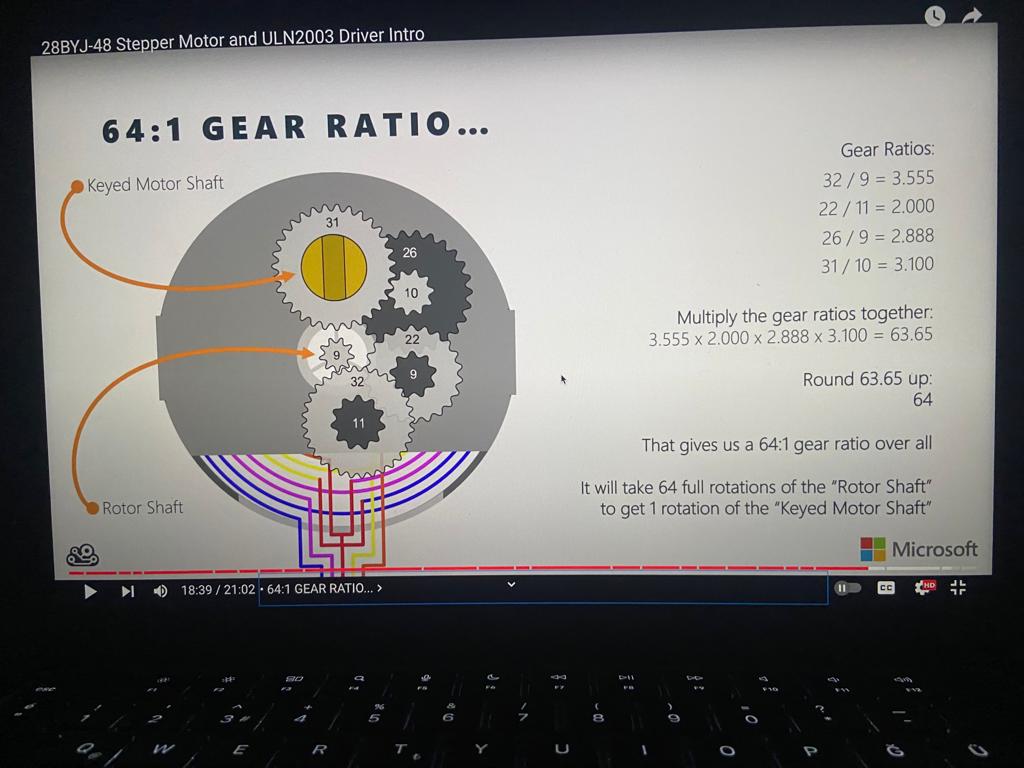 28BYJ-48 Stepper Motor and ULN2003 Driver Intro
64:1 GEAR RATIO...
Keyed Motor Shaft
31
26
10
22
9
9
32
11
Rotor Shaft
Gear Ratios:
32 / 9 = 3.555
22 / 11 = 2.000
26 / 9 = 2.888
31 / 10 = 3.100
Multiply the gear ratios together:
3.555 x 2.000 x 2.888 x 3.100 = 63.65
Round 63.65 up:
64
That gives us a 64:1 gear ratio over all
It will take 64 full rotations of the "Rotor Shaft"
to get 1 rotation of the "Keyed Motor Shaft"
Microsoft
18:39 / 21:02 • 64:1 GEAR RATIO... >
CC
HD
esc F1 F2 F3 F4 F5 F6 F7 F8 F9 F10 F11 F12
1 2 3 # + 4 % 5 & 6 / 7 ( 8 ) 9 = 0 ? * _ -
Q W E R T Y U I O P Ğ Ü